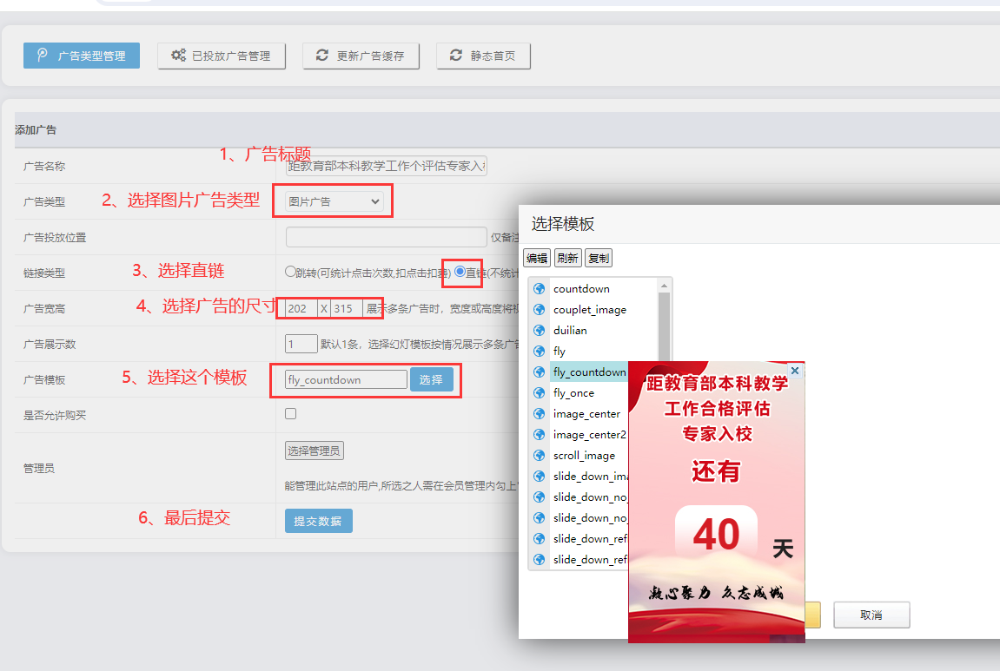 广告类型管理
已投放广告管理
更新广告缓存
静态首页
添加广告
广告名称
1、广告标题
距教育部本科教学工作个评估专家入
广告类型
2、选择图片广告类型
图片广告
广告投放位置
仅备注
链接类型
3、选择直链
跳转(可统计点击次数,扣点击扣器)
直链(不统计
广告宽高
4、选择广告的尺寸
202 X 315 展示多条广告时，宽度或高度将
广告展示数
1 默认1条，选择幻灯模板按情况展示多条广告
广告模板
5、选择这个模板
fly_countdown
选择
是否允许购买
管理员
选择管理员
能管理此站点的用户,所选之人需在会员管理内勾上
6、最后提交
提交数据
选择模板
编辑
刷新
复制
countdown
couplet_image
duilian
fly
fly_countdown
fly_once
image_center
image_center2
scroll_image
slide_down_im
slide_down_no_
slide_down_no_
slide_down_ref
slide_down_ref
距教育部本科教学
工作合格评估
专家入校
还有
40
天
凝心聚力 众志成城
取消